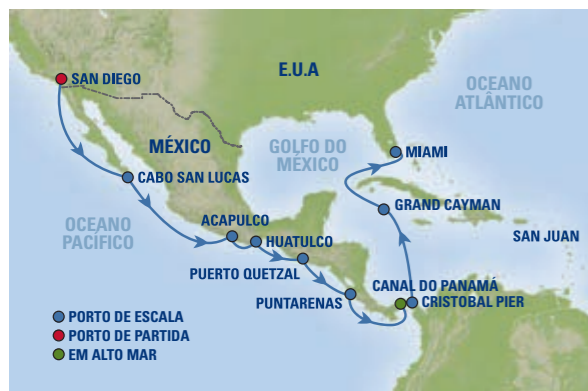 SAN DIEGO
E.U.A
OCEANO
ATLÂNTICO
MÉXICO
GOLFO DO
MÉXICO
MIAMI
CABO SAN LUCAS
GRAND CAYMAN
OCEANO
PACÍFICO
ACAPULCO
HUATULCO
SAN JUAN
PUERTO QUETZAL
CANAL DO PANAMÁ
PUNTARENAS
CRISTOBAL PIER
PORTO DE ESCALA
PORTO DE PARTIDA
EM ALTO MAR